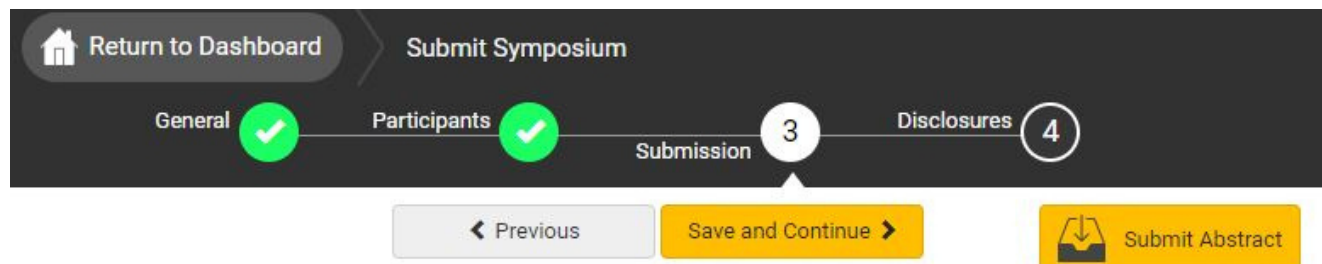 Return to Dashboard Submit Symposium
General Participants Submission 3 Disclosures 4
Previous Save and Continue Submit Abstract